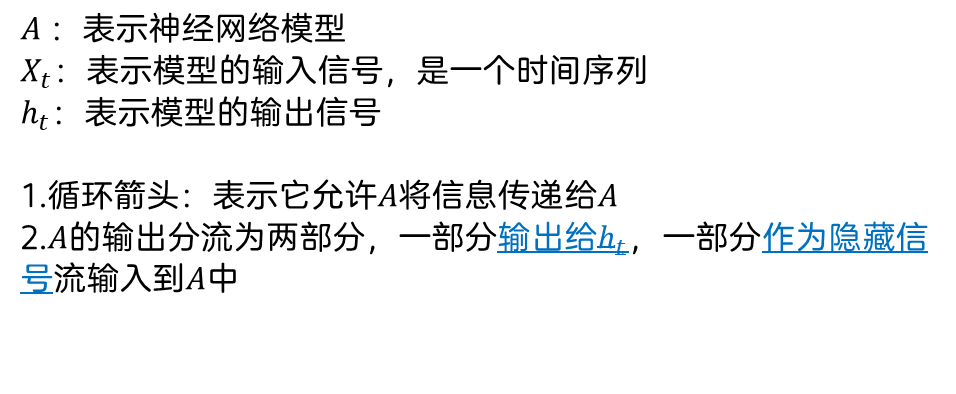 A：表示神经网络模型
Xt：表示模型的输入信号，是一个时间序列
ht：表示模型的输出信号
1.循环箭头：表示它允许A将信息传递给A
2.A的输出分流为两部分，一部分输出给ht，一部分作为隐藏信
号流输入到A中